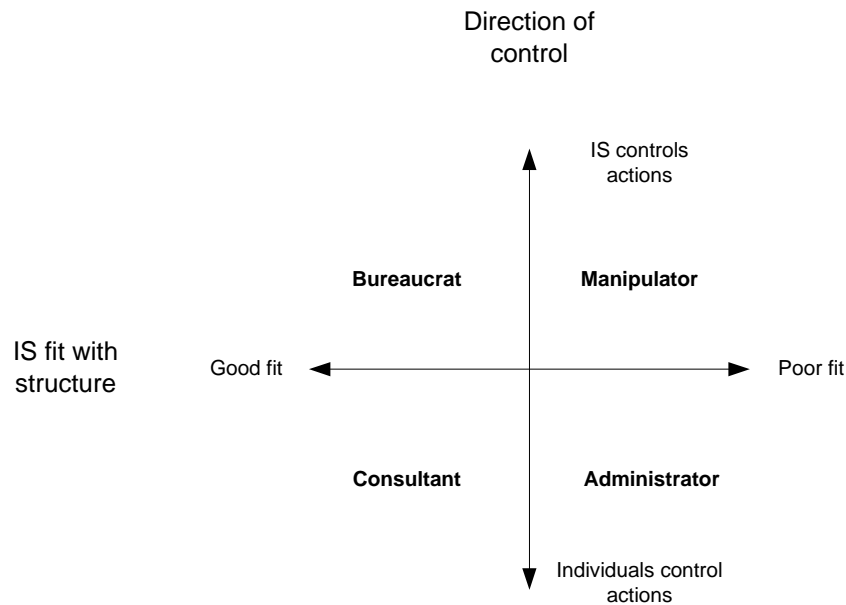 Direction of
control
IS controls
actions
Bureaucrat
Manipulator
IS fit with
structure
Good fit
Poor fit
Consultant
Administrator
Individuals control
actions